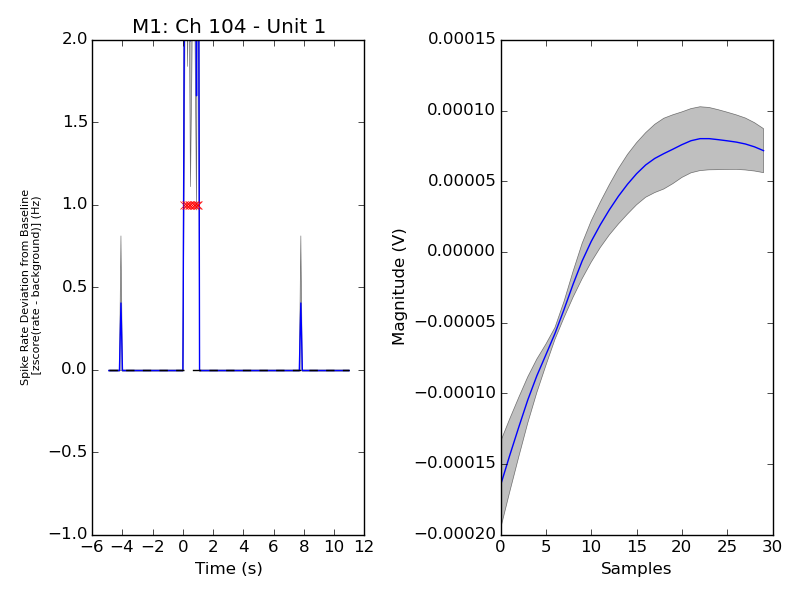 M1: Ch 104 - Unit 1
2.0
1.5
1.0
0.5
0.0
−0.5
−1.0
−6 −4 −2 0 2 4 6 8 10 12
Time (s)
Spike Rate Deviation from Baseline
[zscore(rate - background)] (Hz)
0.00015
0.00010
0.00005
0.00000
−0.00005
−0.00010
−0.00015
−0.00020
0 5 10 15 20 25 30
Samples
Magnitude (V)